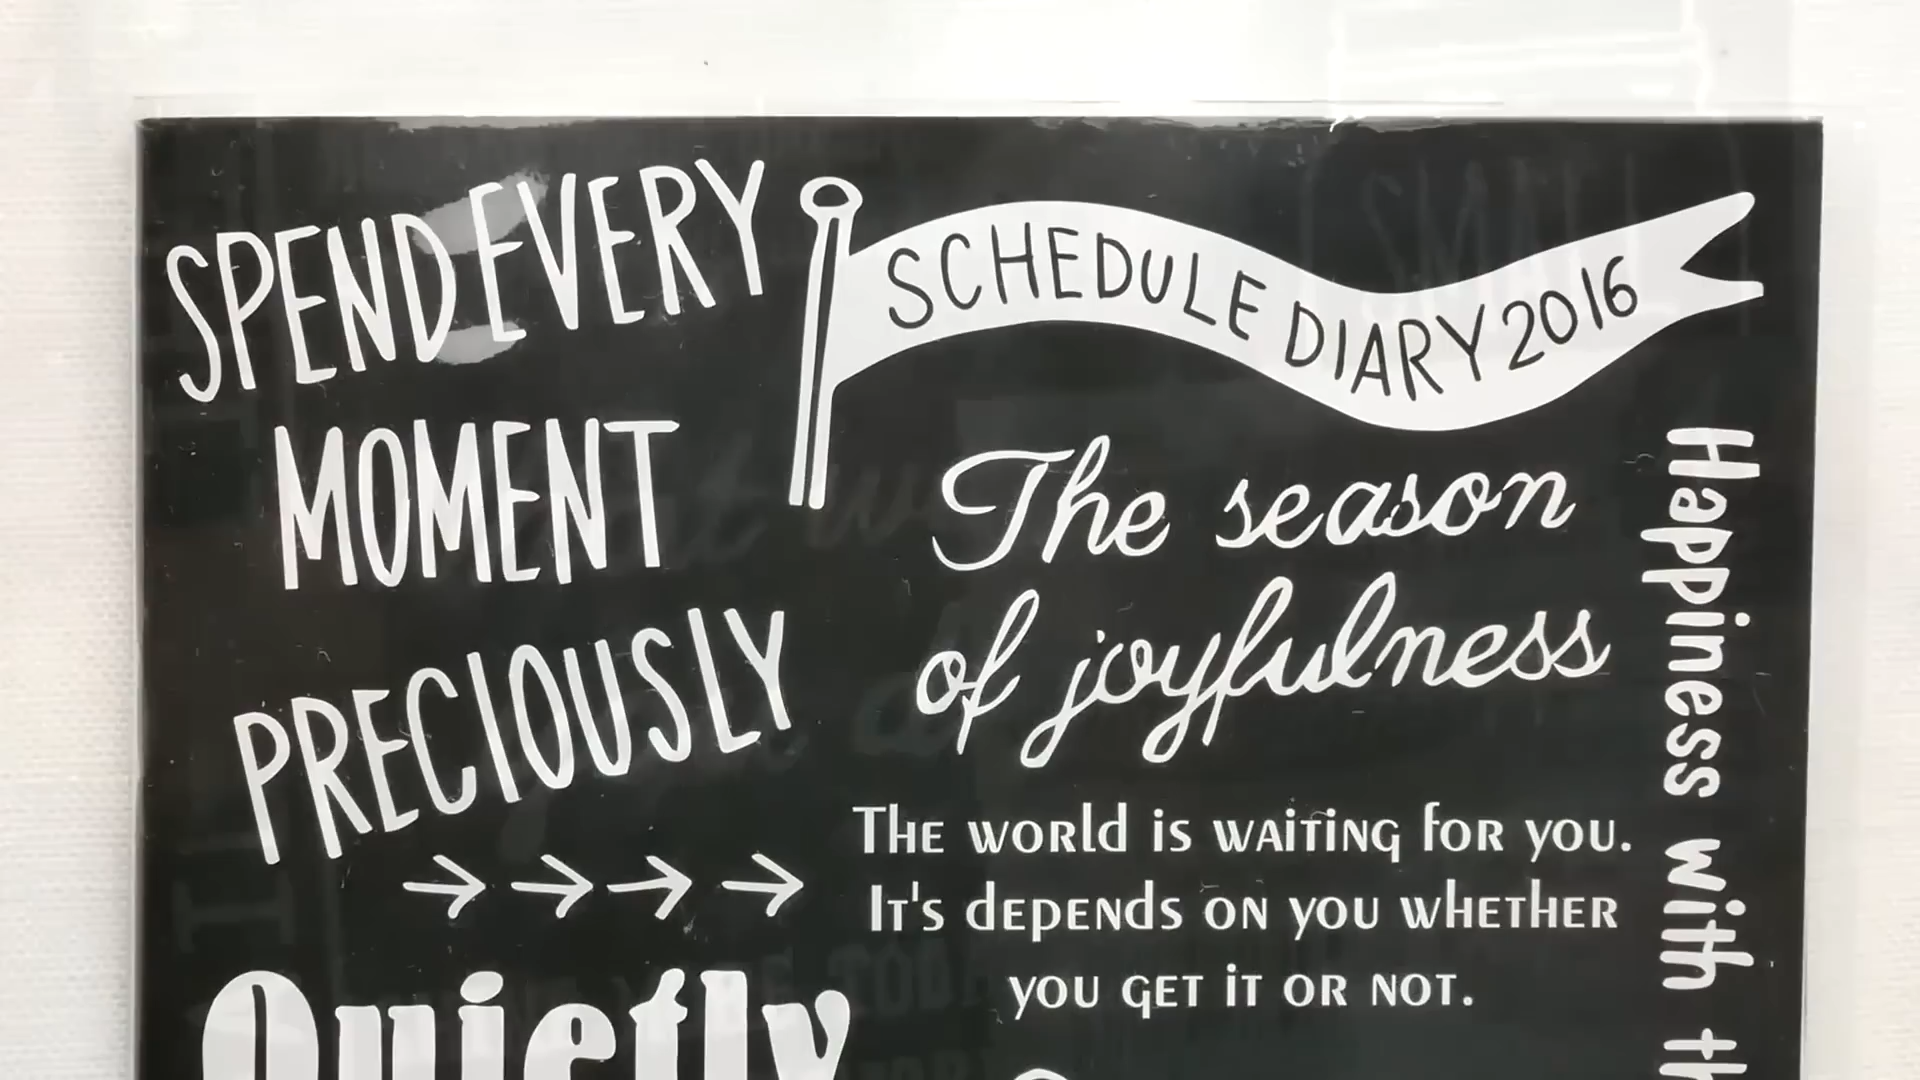 SPEND EVERY
MOMENT
PRECIOUSLY
SCHEDULE DIARY 2016
The season
of joyfulness
The world is waiting for you.
It's depends on you whether
you get it or not.
Happiness with
Quietly